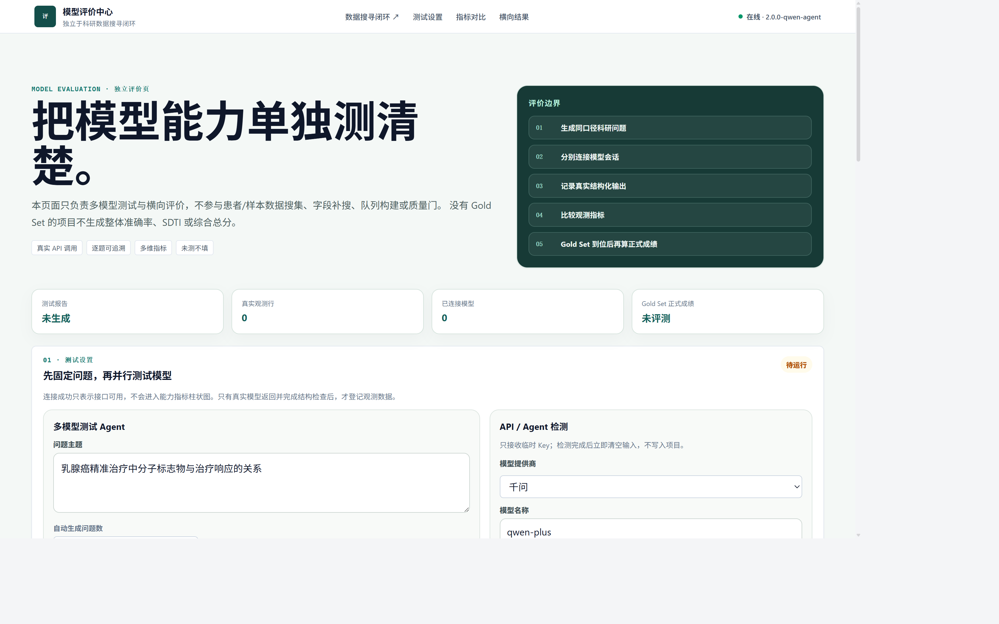 评
模型评价中心
独立于科研数据搜寻闭环
数据搜寻闭环 ↗
测试设置
指标对比
横向结果
在线 · 2.0.0-qwen-agent
MODEL EVALUATION · 独立评价页
把模型能力单独测清
楚。
本页面只负责多模型测试与横向评价，不参与患者/样本数据搜集、字段补搜、队列构建或质量门。 没有 Gold
Set 的项目不生成整体准确率、SDTI 或综合总分。
真实 API 调用
逐题可追溯
多维指标
未测不填
评价边界
01 生成同口径科研问题
02 分别连接模型会话
03 记录真实结构化输出
04 比较观测指标
05 Gold Set 到位后再算正式成绩
测试报告
未生成
真实观测行
0
已连接模型
0
Gold Set 正式成绩
未评测
01 · 测试设置
先固定问题，再并行测试模型
待运行
连接成功只表示接口可用，不会进入能力指标柱状图。只有真实模型返回并完成结构检查后，才登记观测数据。
多模型测试 Agent
问题主题
乳腺癌精准治疗中分子标志物与治疗响应的关系
自动生成问题数
API / Agent 检测
只接收临时 Key；检测完成后立即清空输入，不写入项目。
模型提供商
千问
模型名称
qwen-plus